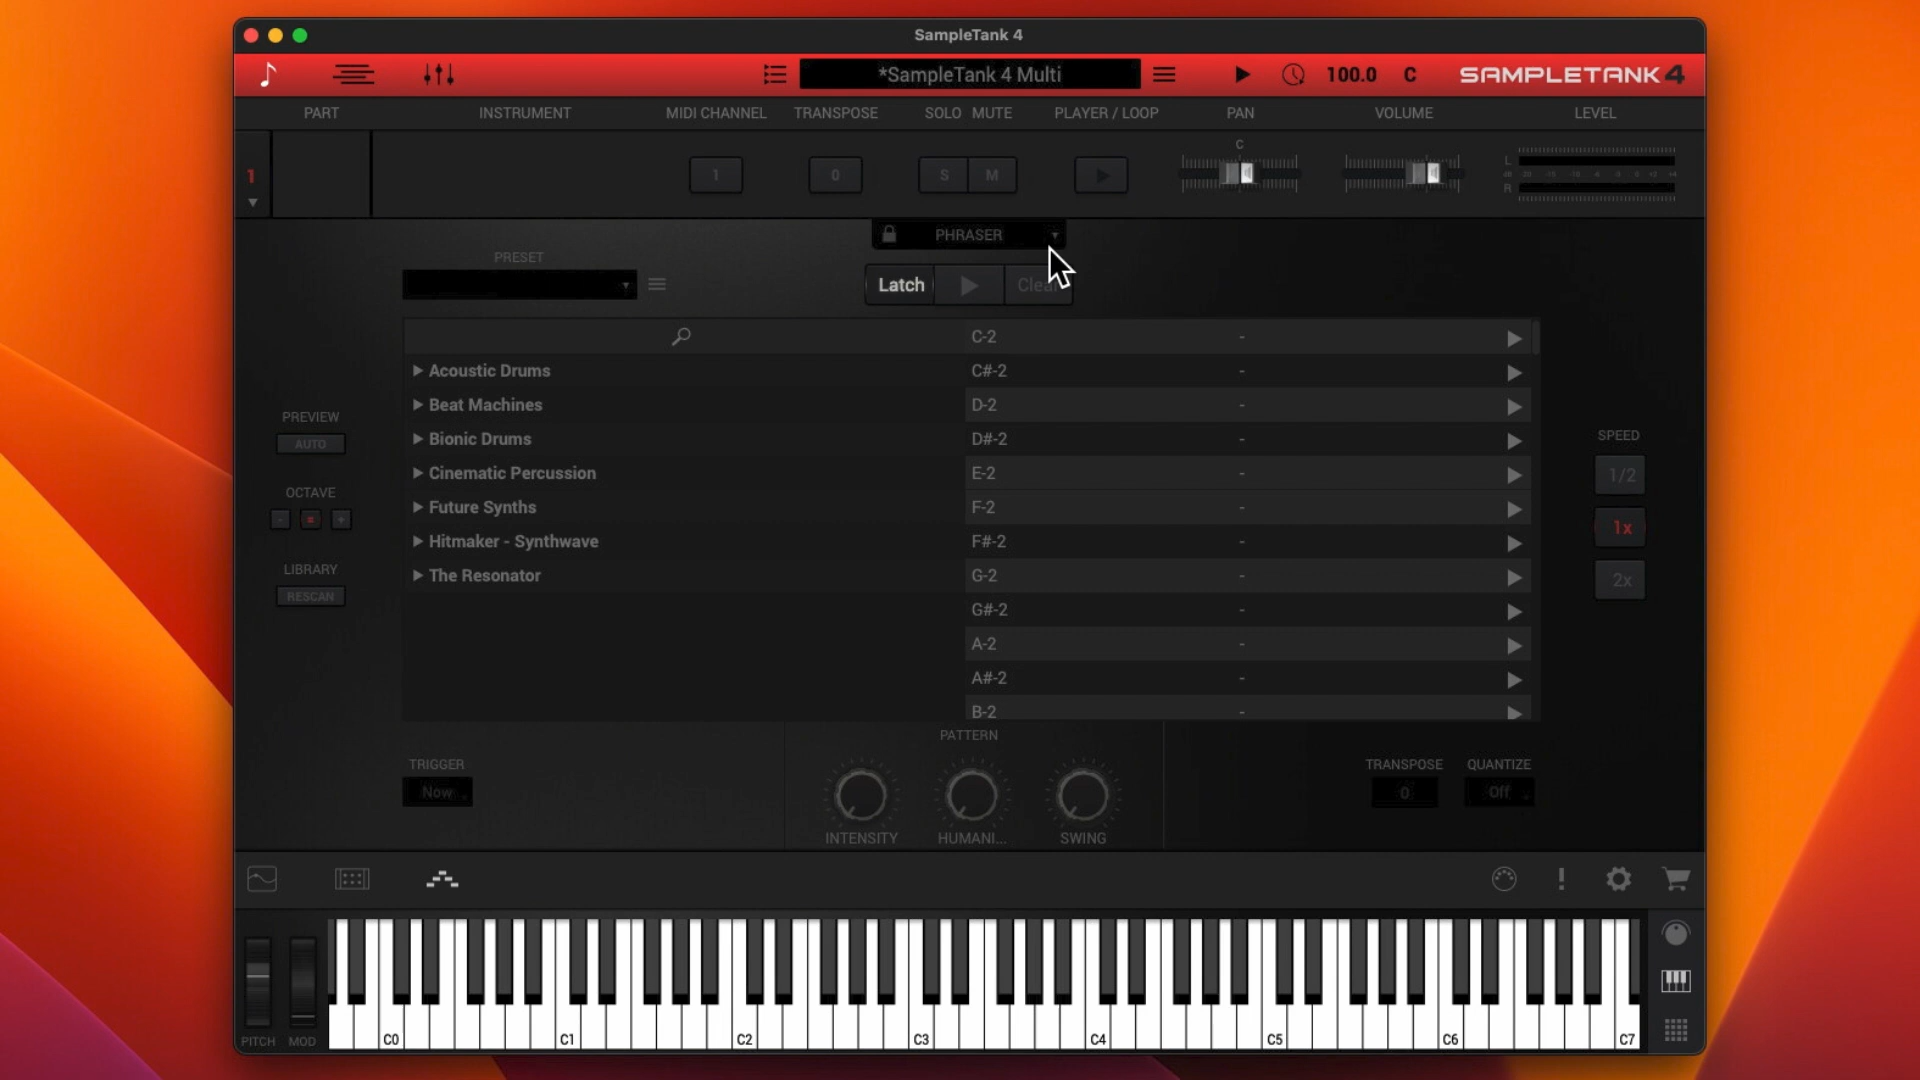 SampleTank 4
*SampleTank 4 Multi
100.0
C
SAMPLETANK 4
PART
INSTRUMENT
MIDI CHANNEL
TRANSPOSE
SOLO
MUTE
PLAYER / LOOP
PAN
VOLUME
LEVEL
1
1
0
S
M
C
L
dB
R
PHRASER
PRESET
Latch
Clear
C-2 -
Acoustic Drums
C#-2 -
Beat Machines
D-2 -
Bionic Drums
D#-2 -
Cinematic Percussion
E-2 -
Future Synths
F-2 -
Hitmaker - Synthwave
F#-2 -
The Resonator
G-2 -
G#-2 -
A-2 -
A#-2 -
B-2 -
PREVIEW
AUTO
OCTAVE
- +
LIBRARY
RESCAN
SPEED
1/2
1x
2x
TRIGGER
Now
PATTERN
INTENSITY
HUMANI...
SWING
TRANSPOSE
0
QUANTIZE
Off
PITCH
MOD
C0
C1
C2
C3
C4
C5
C6
C7